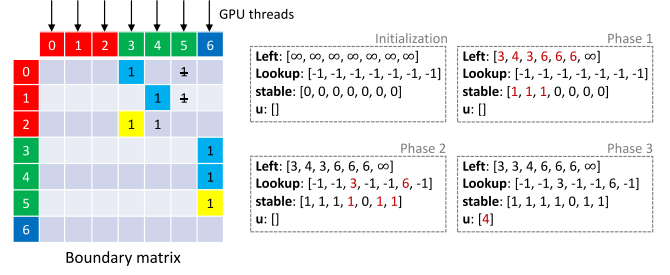 GPU threads
0 1 2 3 4 5 6
0 1 1
1 1 1
2 1 1
3 1
4 1
5 1
6
Boundary matrix
Initialization
Left: [∞, ∞, ∞, ∞, ∞, ∞, ∞]
Lookup: [-1, -1, -1, -1, -1, -1, -1]
stable: [0, 0, 0, 0, 0, 0, 0]
u: []
Phase 1
Left: [3, 4, 3, 6, 6, 6, ∞]
Lookup: [-1, -1, -1, -1, -1, -1, -1]
stable: [1, 1, 1, 0, 0, 0, 0]
u: []
Phase 2
Left: [3, 4, 3, 6, 6, 6, ∞]
Lookup: [-1, -1, 3, -1, -1, 6, -1]
stable: [1, 1, 1, 1, 0, 1, 1]
u: []
Phase 3
Left: [3, 3, 4, 6, 6, 6, ∞]
Lookup: [-1, -1, 3, -1, -1, 6, -1]
stable: [1, 1, 1, 1, 0, 1, 1]
u: [4]